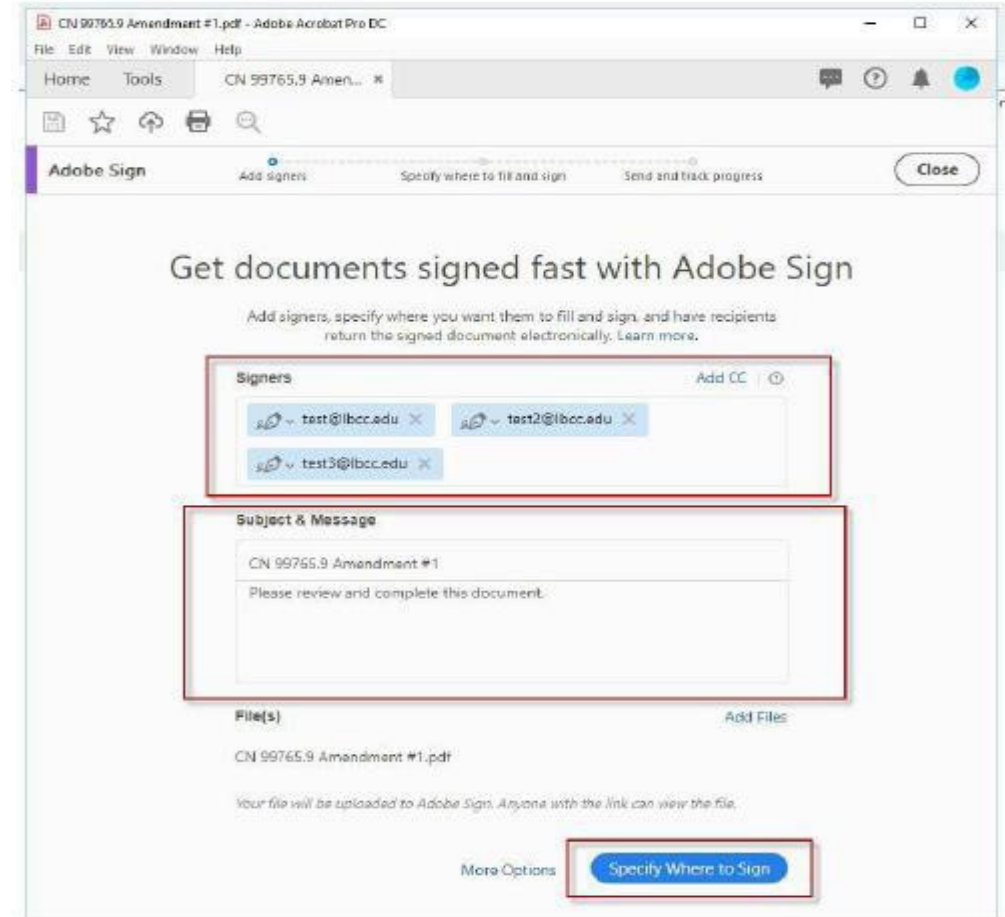 CN 99765.9 Amendment #1.pdf - Adobe Acrobat Pro DC
File Edit View Window Help
Home Tools CN 99765.9 Amen...
Adobe Sign
Add signers Specify where to fill and sign Send and track progress
Close
Get documents signed fast with Adobe Sign
Add signers, specify where you want them to fill and sign, and have recipients
return the signed document electronically. Learn more.
Signers Add CC
test@lbcc.edu test2@lbcc.edu
test3@lbcc.edu
Subject & Message
CN 99765.9 Amendment #1
Please review and complete this document.
File(s) Add Files
CN 99765.9 Amendment #1.pdf
Your file will be uploaded to Adobe Sign. Anyone with the link can view the file.
More Options Specify Where to Sign